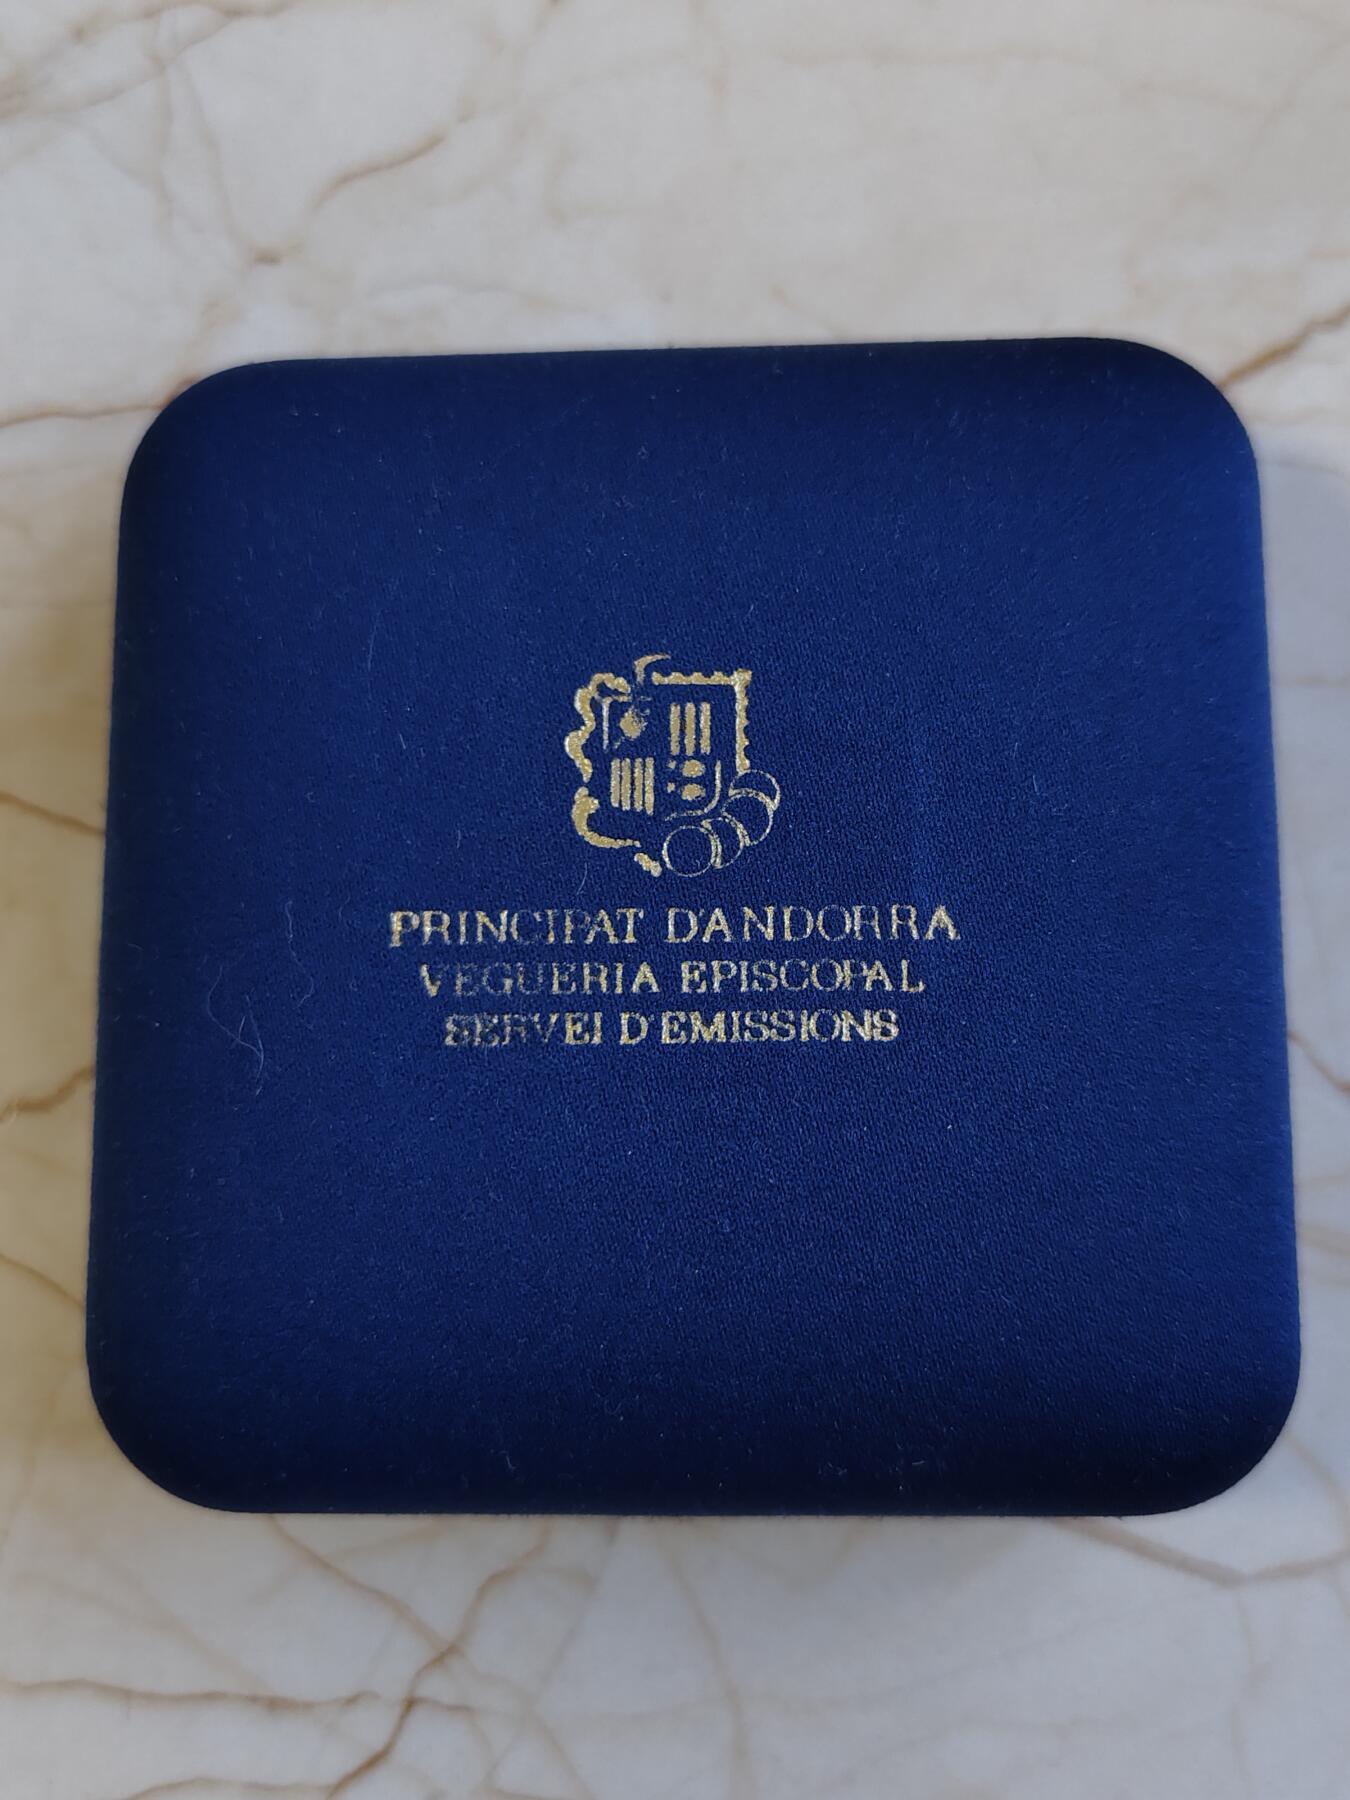 PRINCIPAT D'ANDORRA
VEGUERIA EPISCOPAL
SERVEI D'EMISSIONS